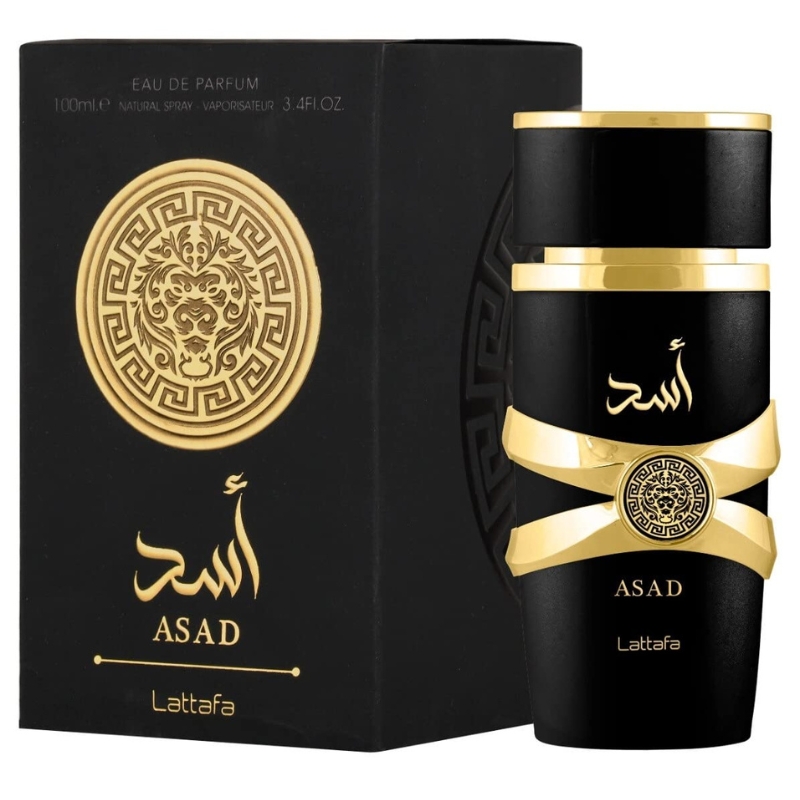 EAU DE PARFUM
100ml.e NATURAL SPRAY - VAPORISATEUR 3.4Fl.OZ.
أسد
ASAD
Lattafa
أسد
ASAD
Lattafa